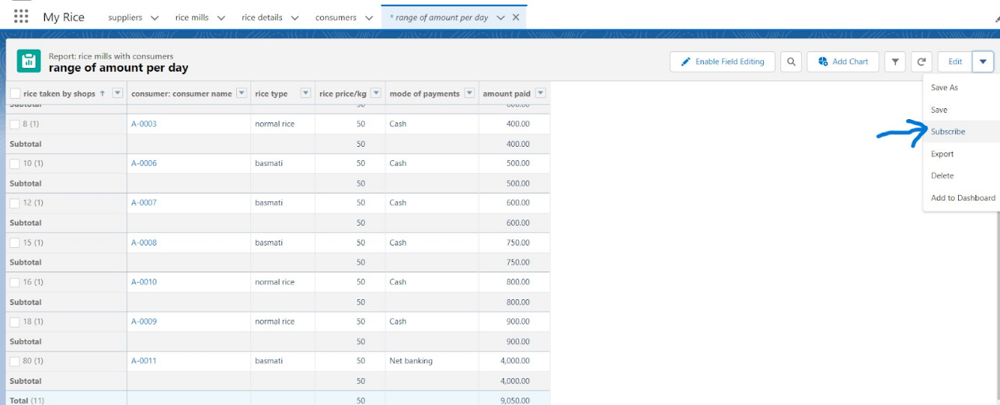 My Rice suppliers rice mills rice details consumers * range of amount per day
Report: rice mills with consumers
range of amount per day
Enable Field Editing Add Chart Edit
Save As
Save
Subscribe
Export
Delete
Add to Dashboard
rice taken by shops ↑ consumer: consumer name rice type rice price/kg mode of payments amount paid
Subtotal 50 600.00
8 (1) A-0003 normal rice 50 Cash 400.00
Subtotal 50 400.00
10 (1) A-0006 basmati 50 Cash 500.00
Subtotal 50 500.00
12 (1) A-0007 basmati 50 Cash 600.00
Subtotal 50 600.00
15 (1) A-0008 basmati 50 Cash 750.00
Subtotal 50 750.00
16 (1) A-0010 normal rice 50 Cash 800.00
Subtotal 50 800.00
18 (1) A-0009 normal rice 50 Cash 900.00
Subtotal 50 900.00
80 (1) A-0011 basmati 50 Net banking 4,000.00
Subtotal 50 4,000.00
Total (11) 50 9,050.00